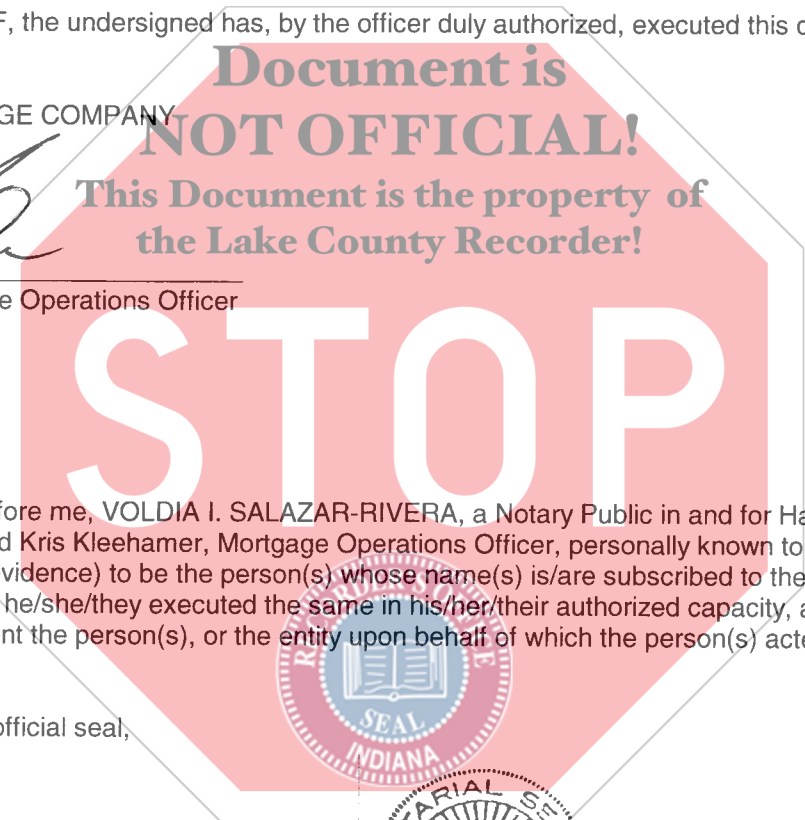 F, the undersigned has, by the officer duly authorized, executed this
Document is
GE COMPANY
NOT OFFICIAL!
This Document is the property of
the Lake County Recorder!
e Operations Officer
STOP
fore me, VOLDIA I. SALAZAR-RIVERA, a Notary Public in and for Ha
d Kris Kleehamer, Mortgage Operations Officer, personally known to
vidence) to be the person(s) whose name(s) is/are subscribed to the
he/she/they executed the same in his/her/their authorized capacity, a
nt the person(s), or the entity upon behalf of which the person(s) acte
RECORDER'S OFFICE
SEAL
INDIANA
official seal,
ARIAL S